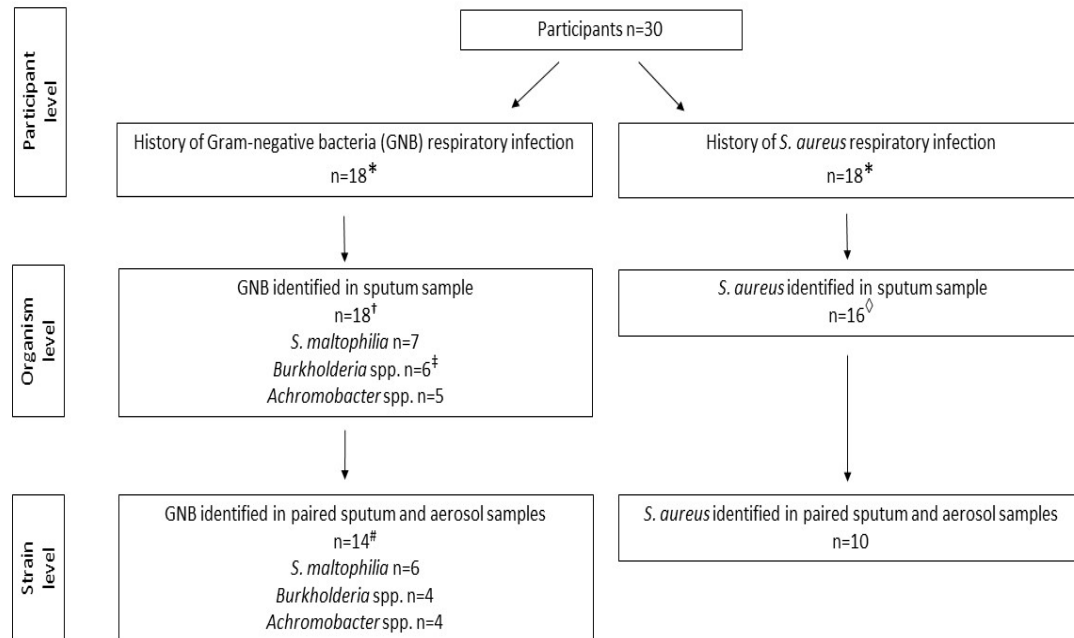 Participant
level
Participants n=30
History of Gram-negative bacteria (GNB) respiratory infection
n=18*
History of S. aureus respiratory infection
n=18*
Organism
level
GNB identified in sputum sample
n=18†
S. maltophilia n=7
Burkholderia spp. n=6‡
Achromobacter spp. n=5
S. aureus identified in sputum sample
n=16◊
Strain
level
GNB identified in paired sputum and aerosol samples
n=14#
S. maltophilia n=6
Burkholderia spp. n=4
Achromobacter spp. n=4
S. aureus identified in paired sputum and aerosol samples
n=10